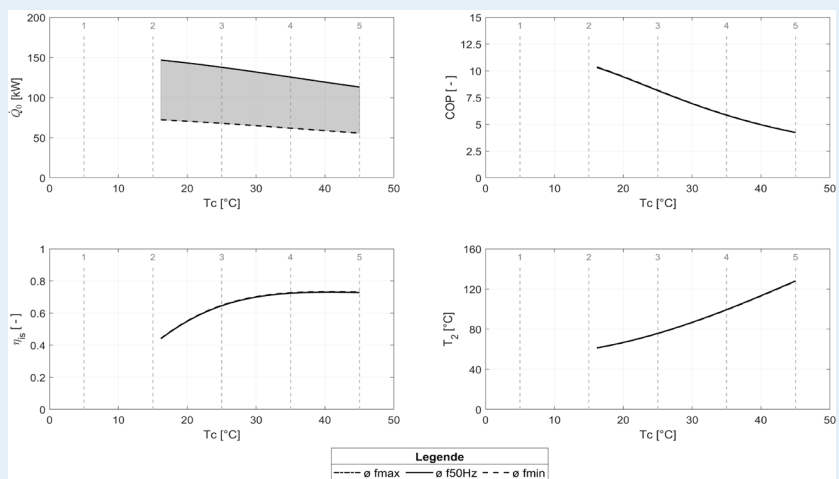 200
150
100
50
0
Q̇₀ [kW]
1 2 3 4 5
0 10 20 30 40 50
Tc [°C]
15
12.5
10
7.5
5
2.5
0
COP [ - ]
1 2 3 4 5
0 10 20 30 40 50
Tc [°C]
1
0.8
0.6
0.4
0.2
0
ηis [ - ]
1 2 3 4 5
0 10 20 30 40 50
Tc [°C]
160
120
80
40
0
T₂ [°C]
1 2 3 4 5
0 10 20 30 40 50
Tc [°C]
Legende
ø fmax ø f50Hz ø fmin